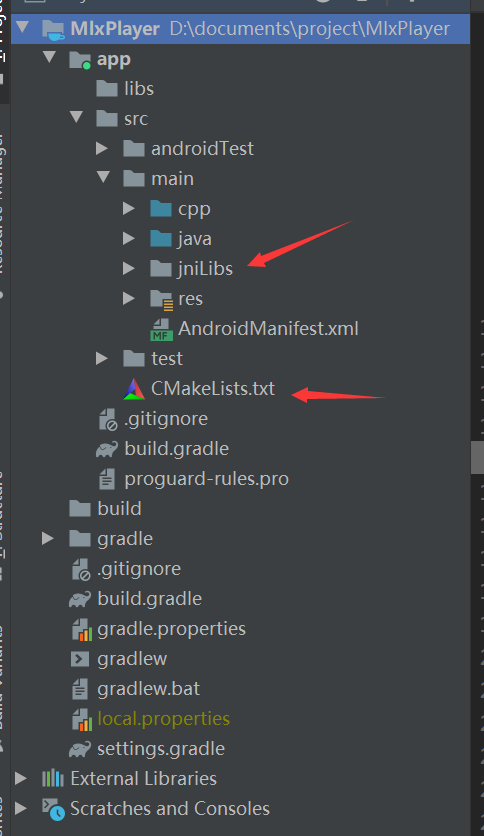 MlxPlayer D:\documents\project\MlxPlayer
app
libs
src
androidTest
main
cpp
java
jniLibs
res
MF AndroidManifest.xml
test
CMakeLists.txt
.gitignore
build.gradle
proguard-rules.pro
build
gradle
.gitignore
build.gradle
gradle.properties
gradlew
gradlew.bat
local.properties
settings.gradle
External Libraries
Scratches and Consoles